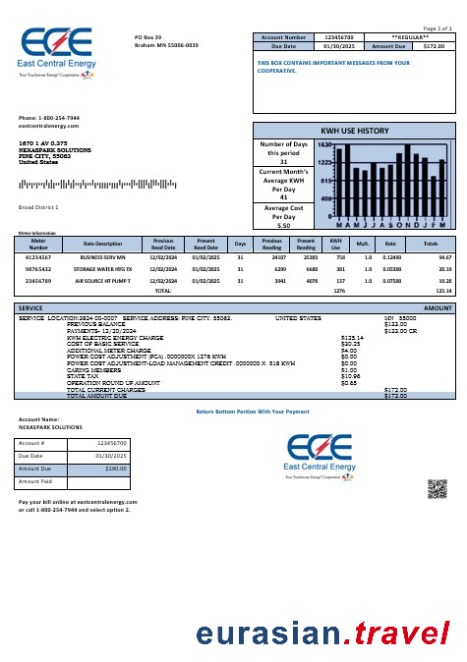 Page 1 of 1
ECE
East Central Energy
Your Touchstone Energy® Cooperative
PO Box 39
Braham MN 55006-0039
Account Number 123456700 **REGULAR**
Due Date 01/30/2025 Amount Due $172.00
THIS BOX CONTAINS IMPORTANT MESSAGES FROM YOUR
COOPERATIVE.
Phone: 1-800-254-7944
eastcentralenergy.com
1670 1 AV 0.375
NEXASPARK SOLUTIONS
PINE CITY, 55063
United States
Broad District 1
Number of Days
this period
31
Current Month's
Average KWH
Per Day
41
Average Cost
Per Day
5.50
KWH USE HISTORY
1630
1223
815
408
0
M A M J J A S O N D J F M
Meter Information
Meter Number Rate Description Previous Read Date Present Read Date Days Previous Reading Present Reading KWH Use Mult. Rate Totals
41234567 BUSINESS SERV MN 12/02/2024 01/02/2025 31 24107 25383 758 1.0 0.12490 94.67
98765432 STORAGE WATER HTG TX 12/02/2024 01/02/2025 31 6299 6680 381 1.0 0.05300 20.19
23456789 AIR SOURCE HT PUMP T 12/02/2024 01/02/2025 31 3941 4078 137 1.0 0.07500 10.28
TOTAL: 1276 125.14
SERVICE AMOUNT
SERVICE LOCATION:3824-00-0007 SERVICE ADDRESS: PINE CITY. 55063. UNITED STATES MN 55000
PREVIOUS BALANCE $133.00
PAYMENTS- 12/20/2024 $133.00 CR
KWH ELECTRIC ENERGY CHARGE $125.14
COST OF BASIC SERVICE $30.25
ADDITIONAL METER CHARGE $4.00
POWER COST ADJUSTMENT (PCA) .0000000X 1276 KWH $0.00
POWER COST ADJUSTMENT-LOAD MANAGEMENT CREDIT .0000000 X 518 KWH $0.00
CARING MEMBERS $1.00
STATE TAX $10.96
OPERATION ROUND UP AMOUNT $0.65
TOTAL CURRENT CHARGES $172.00
TOTAL AMOUNT DUE $172.00
Return Bottom Portion With Your Payment
Account Name:
NEXASPARK SOLUTIONS
Account # 123456700
Due Date 01/30/2025
Amount Due $180.00
Amount Paid
ECE
East Central Energy
Your Touchstone Energy® Cooperative
Pay your bill online at eastcentralenergy.com
or call 1-800-254-7944 and select option 2.
eurasian.travel